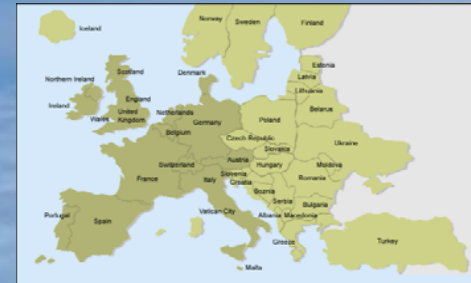 Iceland
Norway
Sweden
Finland
Estonia
Latvia
Lithuania
Denmark
Scotland
Northern Ireland
Ireland
England
Wales
United
Kingdom
Netherlands
Belgium
Germany
Poland
Belarus
Czech Republic
Slovakia
Ukraine
France
Switzerland
Austria
Hungary
Moldova
Slovenia
Croatia
Romania
Italy
Bosnia
Serbia
Bulgaria
Portugal
Spain
Vatican City
Albania
Macedonia
Greece
Turkey
Malta